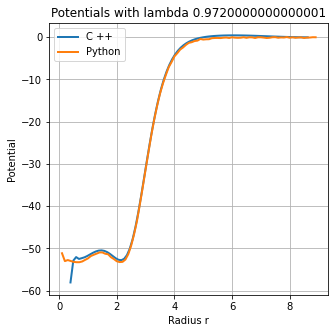 Potentials with lambda 0.9720000000000001
C ++
Python
Potential
0
−10
−20
−30
−40
−50
−60
0
2
4
6
8
Radius r